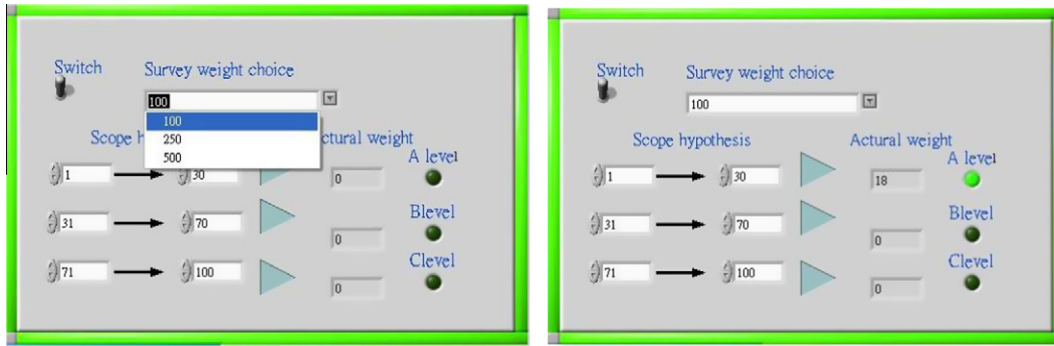 Switch Survey weight choice
100
100
250
500
Scope h ctural weight
A level
1 30 0
Blevel
31 70 0
Clevel
71 100 0
Switch Survey weight choice
100
Scope hypothesis Actural weight
A level
1 30 18
Blevel
31 70 0
Clevel
71 100 0